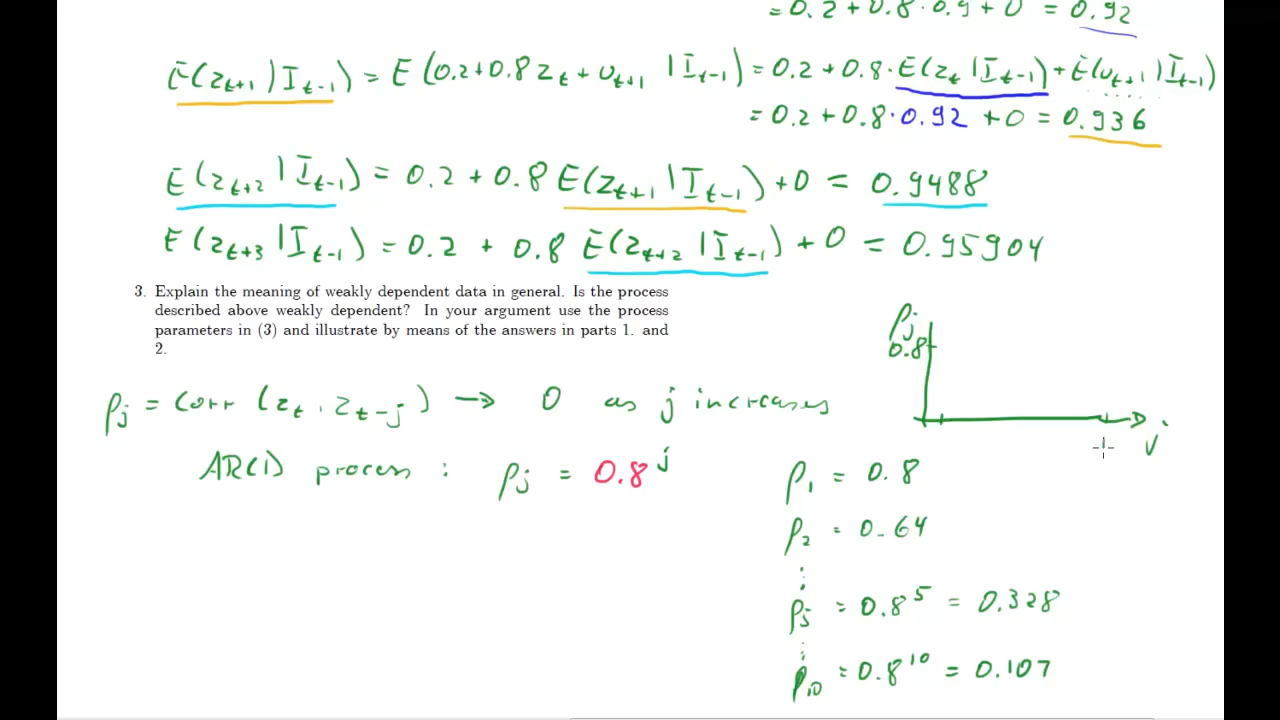 = 0.2 + 0.8 · 0.9 + 0 = 0.92
E(z_{t+1} | I_{t-1}) = E(0.2+0.8 z_t + u_{t+1} | I_{t-1}) = 0.2 + 0.8 · E(z_t | I_{t-1}) + E(u_{t+1} | I_{t-1})
= 0.2 + 0.8 · 0.92 + 0 = 0.936
E(z_{t+2} | I_{t-1}) = 0.2 + 0.8 E(z_{t+1} | I_{t-1}) + 0 = 0.9488
E(z_{t+3} | I_{t-1}) = 0.2 + 0.8 E(z_{t+2} | I_{t-1}) + 0 = 0.95904
3. Explain the meaning of weakly dependent data in general. Is the process
described above weakly dependent? In your argument use the process
parameters in (3) and illustrate by means of the answers in parts 1. and
2.
ρ_j
0.8
j
ρ_j = Corr (z_t, z_{t-j}) → 0 as j increases
AR(1) process : ρ_j = 0.8^j
ρ_1 = 0.8
ρ_2 = 0.64
⋮
ρ_5 = 0.8^5 = 0.328
⋮
ρ_10 = 0.8^10 = 0.107